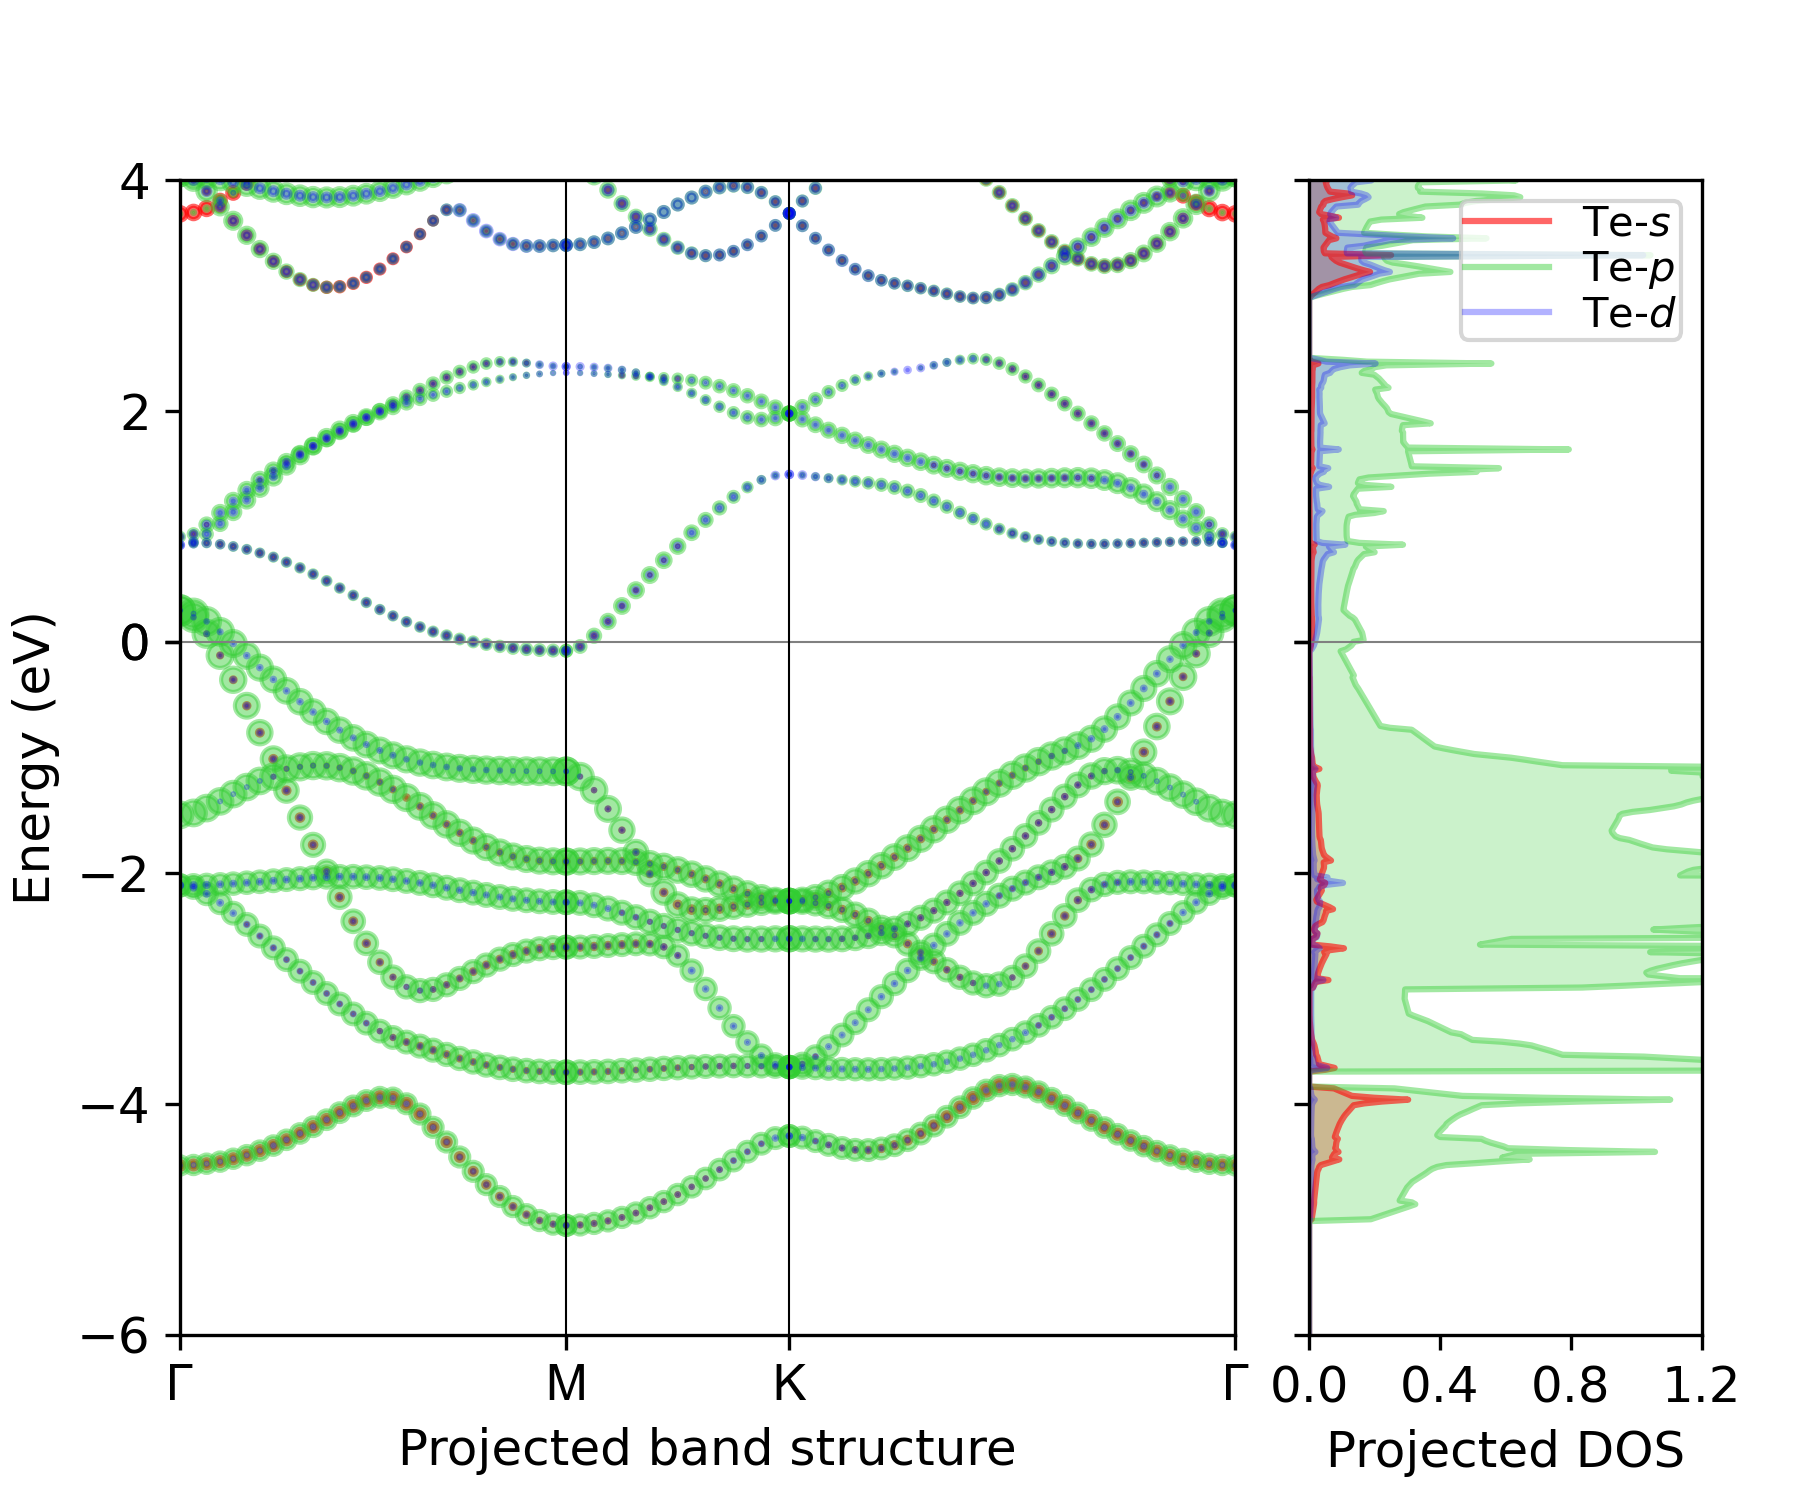 4
2
0
−2
−4
−6
Energy (eV)
Γ M K Γ
Projected band structure
Te-s
Te-p
Te-d
0.0 0.4 0.8 1.2
Projected DOS